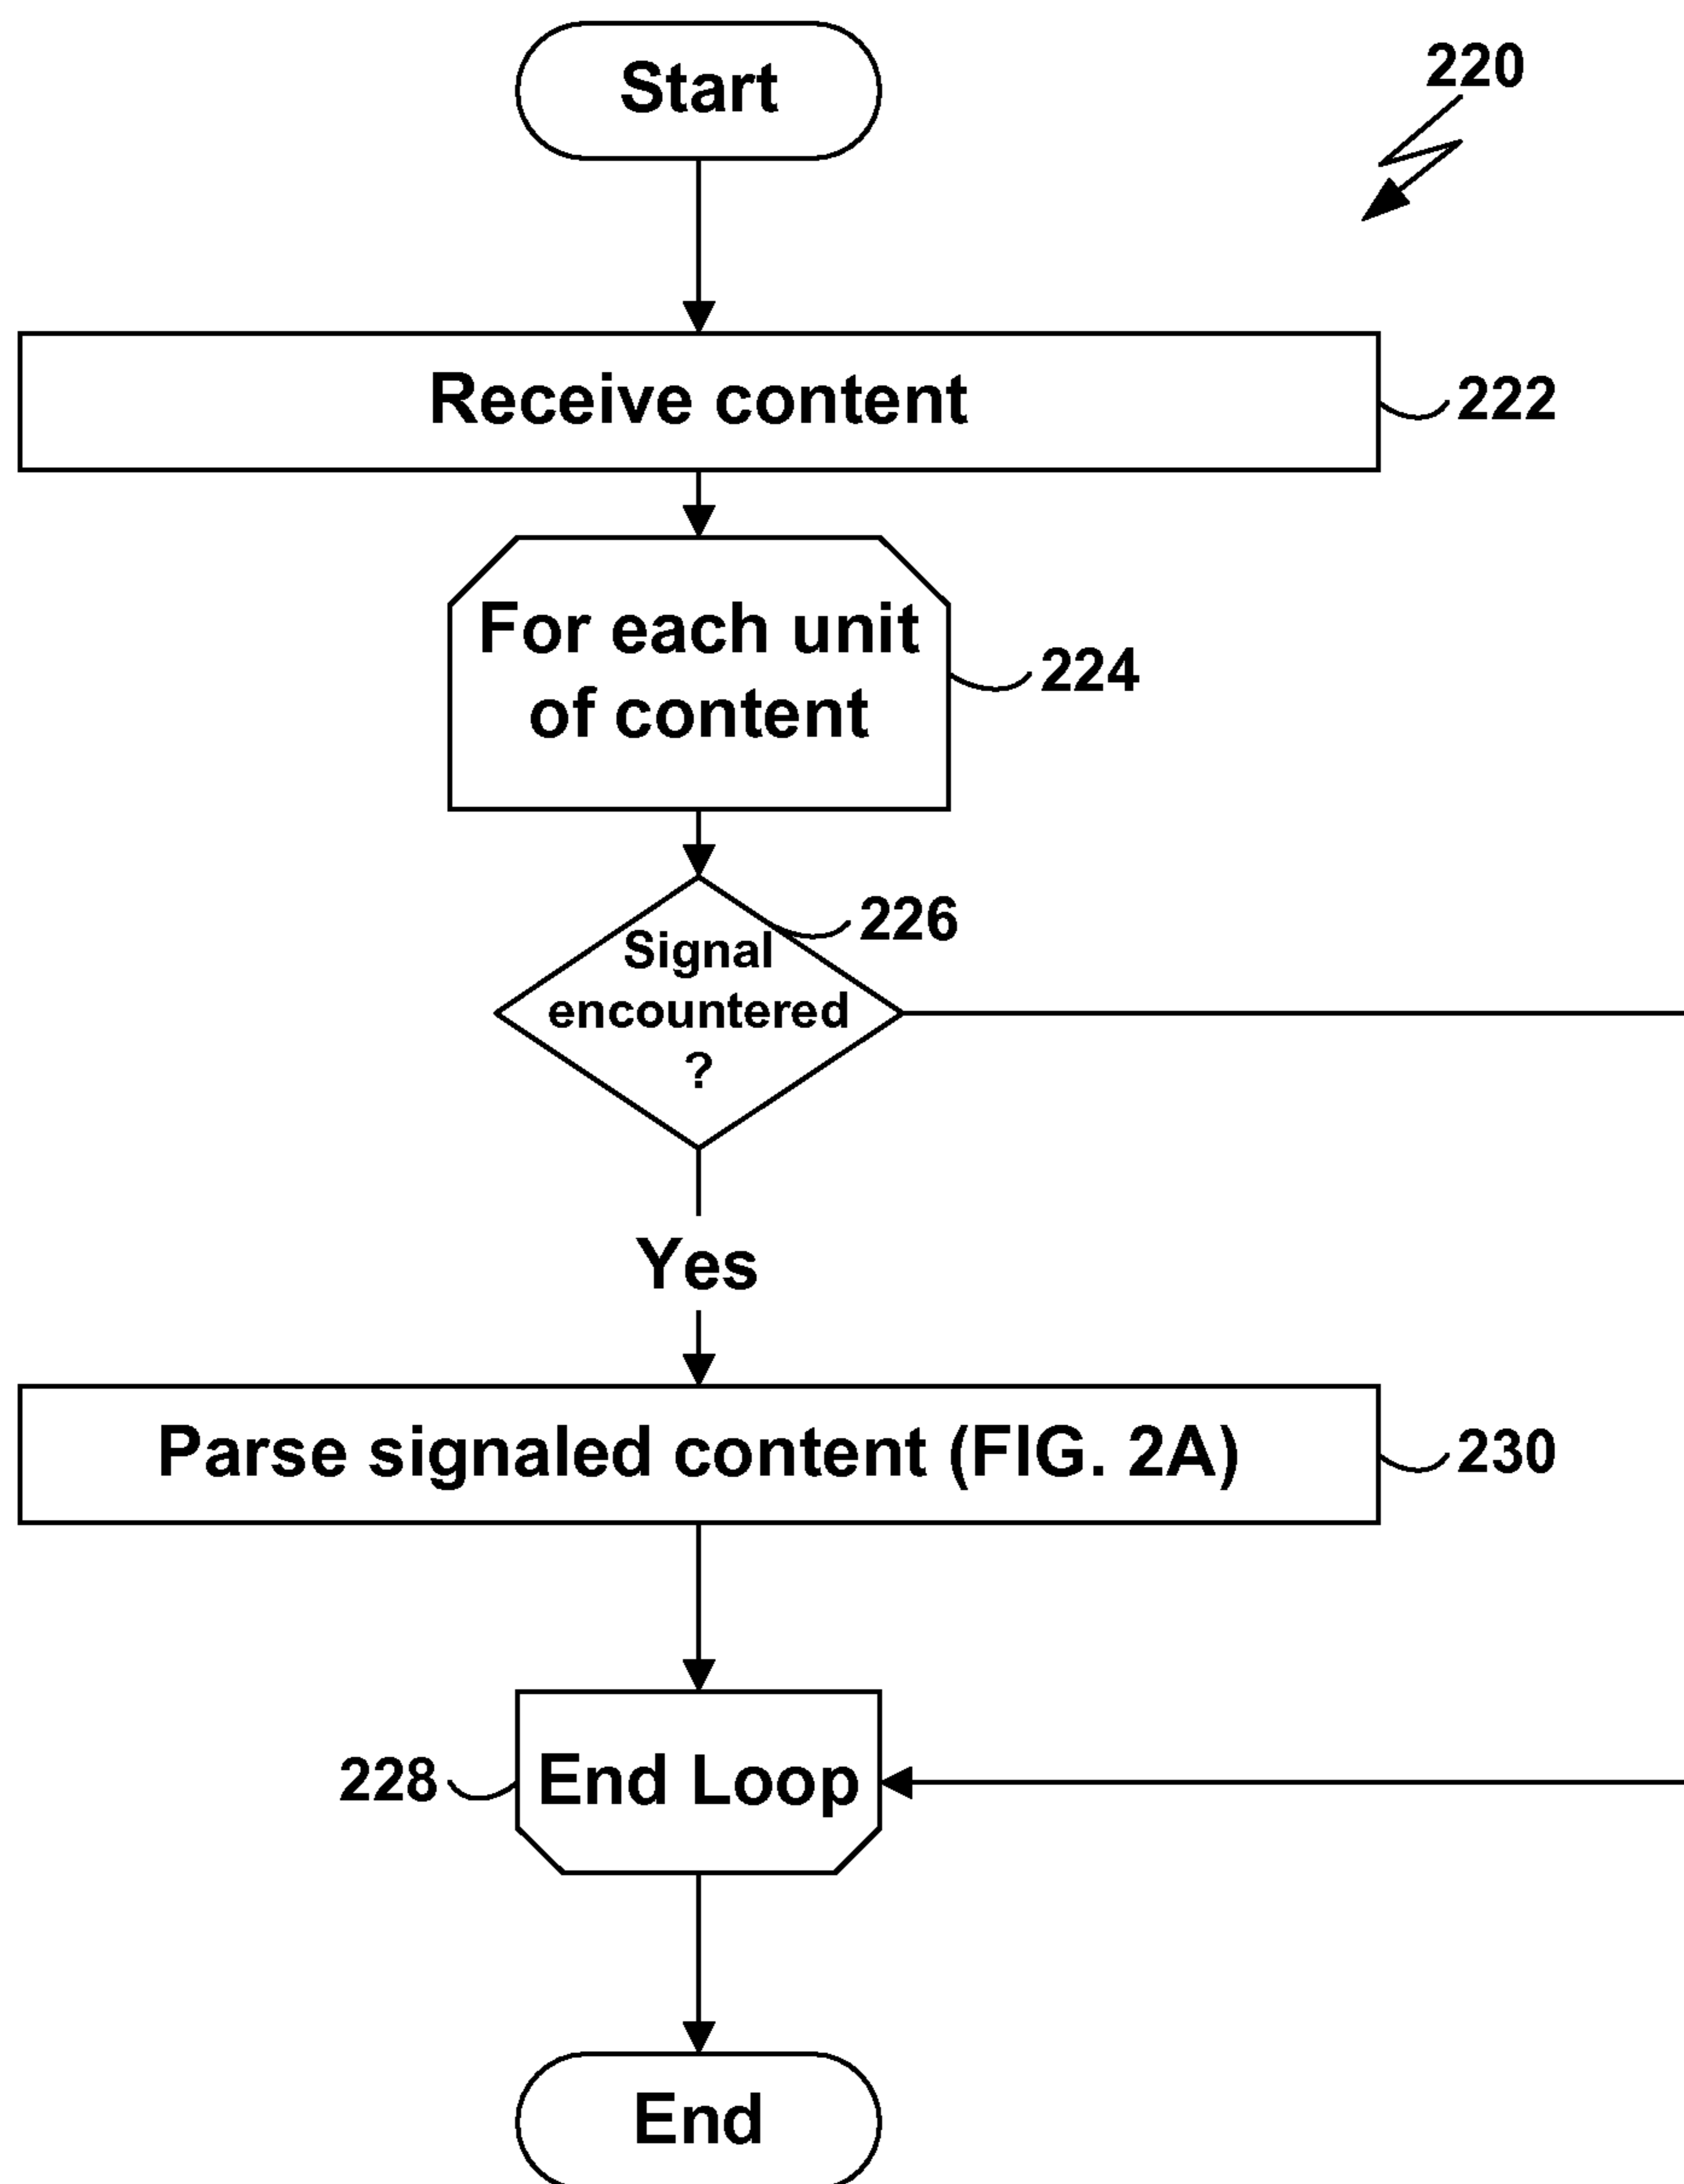 Start
220
Receive content
222
For each unit
of content
224
226
Signal
encountered
?
Yes
Parse signaled content (FIG. 2A)
230
228
End Loop
End